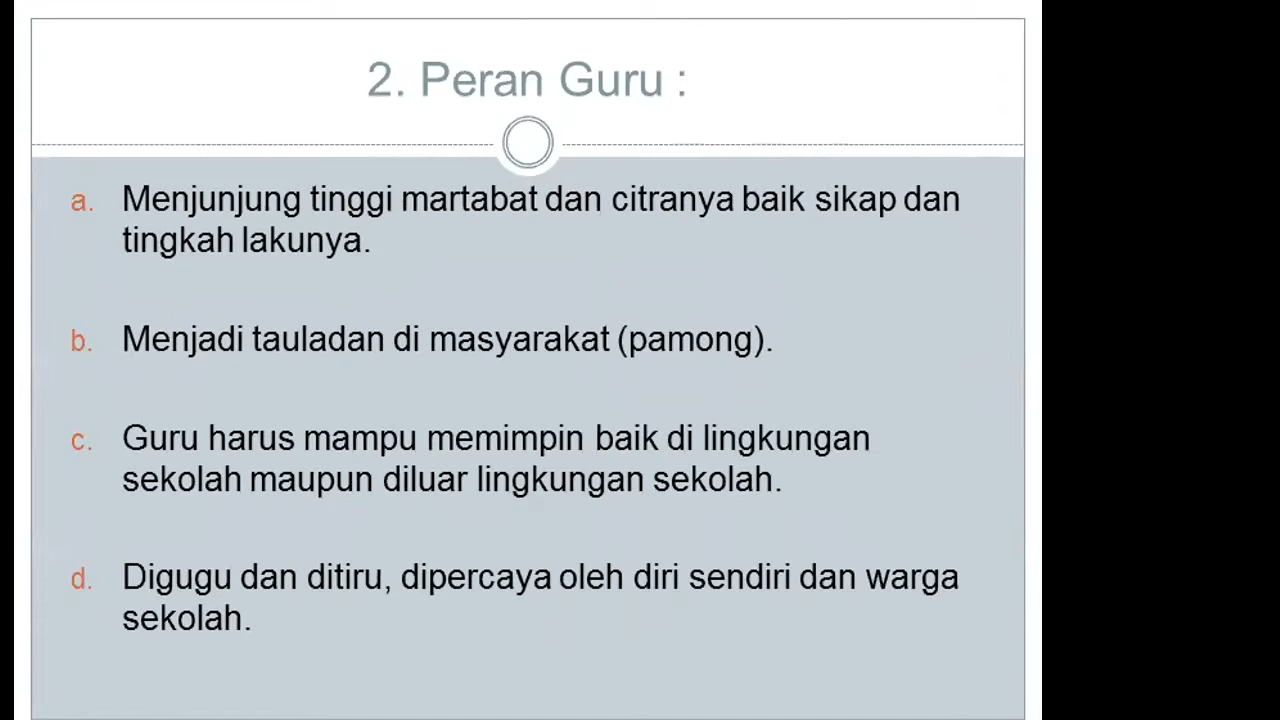 2. Peran Guru :
a. Menjunjung tinggi martabat dan citranya baik sikap dan
tingkah lakunya.
b. Menjadi tauladan di masyarakat (pamong).
c. Guru harus mampu memimpin baik di lingkungan
sekolah maupun diluar lingkungan sekolah.
d. Digugu dan ditiru, dipercaya oleh diri sendiri dan warga
sekolah.